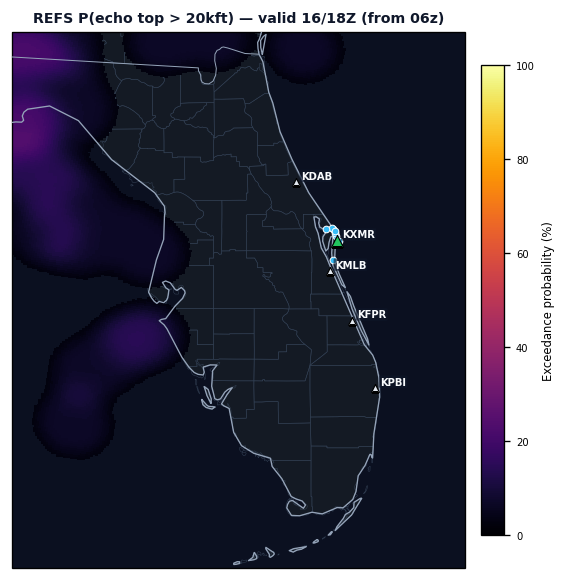 REFS P(echo top > 20kft) — valid 16/18Z (from 06z)
KDAB
KXMR
KMLB
KFPR
KPBI
100
80
60
40
20
0
Exceedance probability (%)